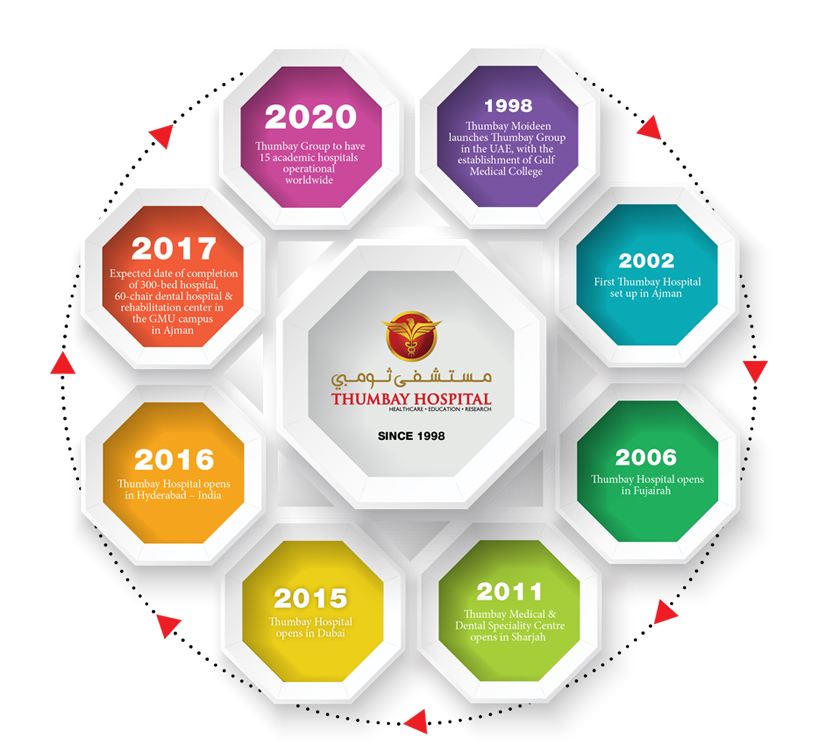 2020
Thumbay Group to have
15 academic hospitals
operational
worldwide
1998
Thumbay Moideen
launches Thumbay Group
in the UAE, with the
establishment of Gulf
Medical College
2002
First Thumbay Hospital
set up in Ajman
2006
Thumbay Hospital opens
in Fujairah
2011
Thumbay Medical &
Dental Speciality Centre
opens in Sharjah
2015
Thumbay Hospital
opens in Dubai
2016
Thumbay Hospital opens
in Hyderabad – India
2017
Expected date of completion
of 300-bed hospital,
60-chair dental hospital &
rehabilitation center in
the GMU campus
in Ajman
مستشفى ثومبي
THUMBAY HOSPITAL
HEALTHCARE • EDUCATION • RESEARCH
SINCE 1998